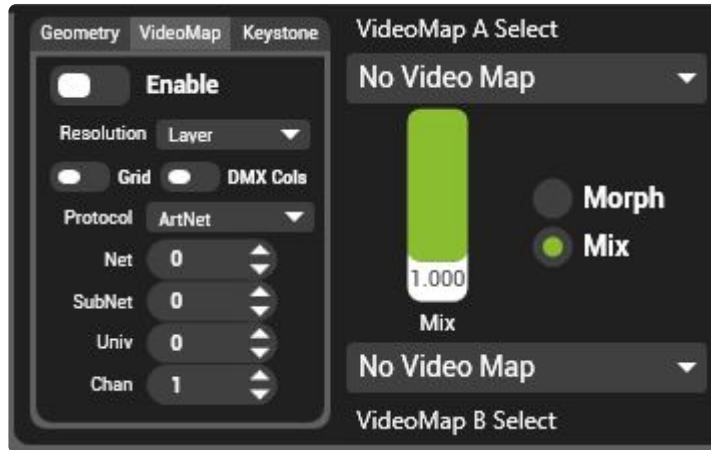 Geometry VideoMap Keystone
Enable
Resolution Layer
Grid DMX Cols
Protocol ArtNet
Net 0
SubNet 0
Univ 0
Chan 1
VideoMap A Select
No Video Map
1.000
Mix
Morph
Mix
No Video Map
VideoMap B Select